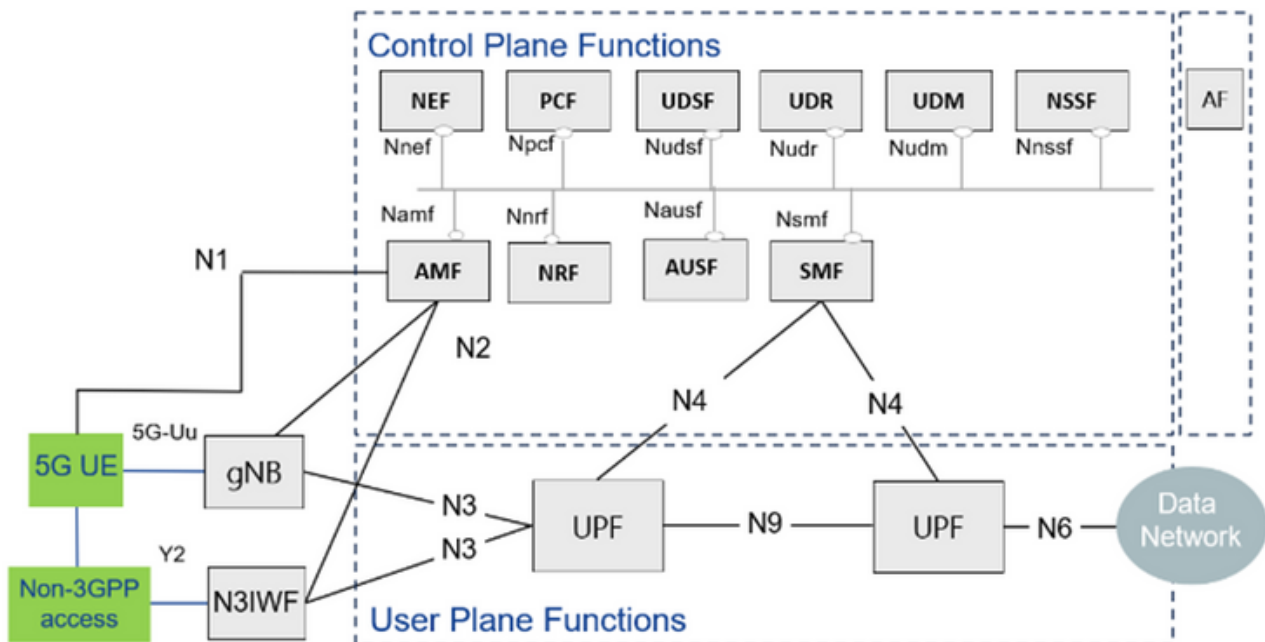 Control Plane Functions
NEF
PCF
UDSF
UDR
UDM
NSSF
AF
Nnef
Npcf
Nudsf
Nudr
Nudm
Nnssf
Namf
Nnrf
Nausf
Nsmf
AMF
NRF
AUSF
SMF
N1
N2
N4
N4
5G-Uu
5G UE
gNB
N3
N3
UPF
N9
UPF
N6
Data
Network
Y2
Non-3GPP
access
N3IWF
User Plane Functions